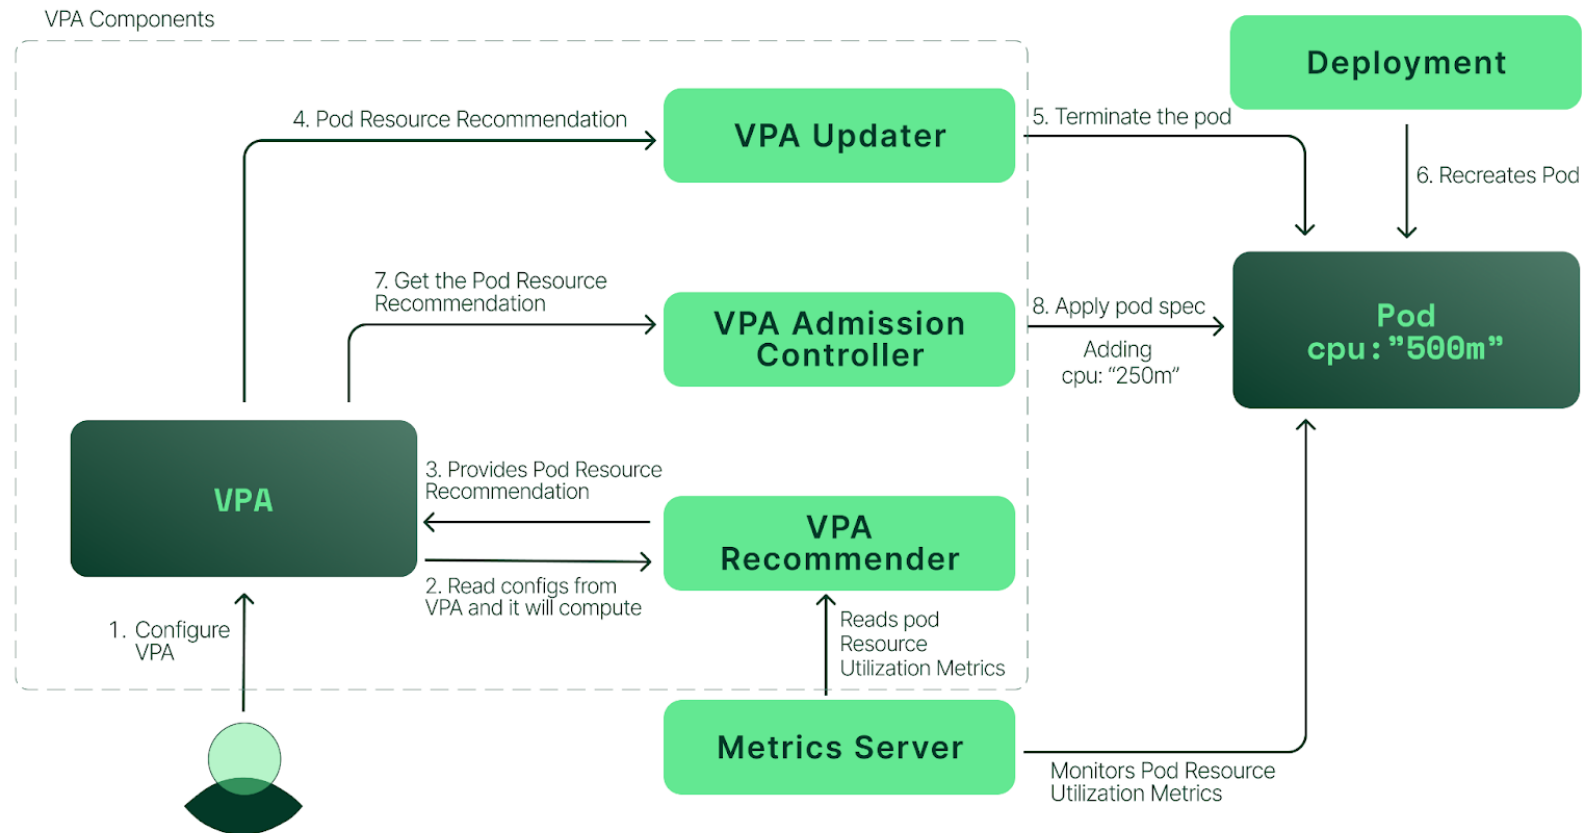 VPA Components
Deployment
4. Pod Resource Recommendation
VPA Updater
5. Terminate the pod
6. Recreates Pod
7. Get the Pod Resource
Recommendation
VPA Admission
Controller
8. Apply pod spec
Adding
cpu: “250m”
Pod
cpu:”500m”
VPA
3. Provides Pod Resource
Recommendation
VPA
Recommender
2. Read configs from
VPA and it will compute
1. Configure
VPA
Reads pod
Resource
Utilization Metrics
Metrics Server
Monitors Pod Resource
Utilization Metrics